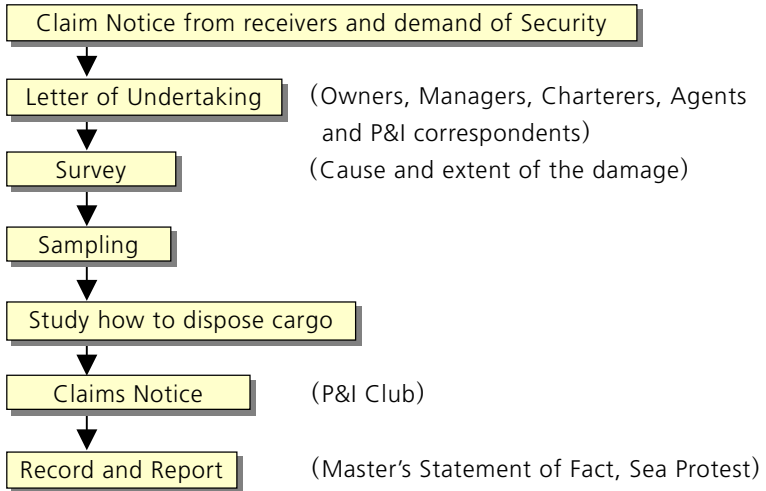 Claim Notice from receivers and demand of Security
Letter of Undertaking (Owners, Managers, Charterers, Agents
and P&I correspondents)
Survey (Cause and extent of the damage)
Sampling
Study how to dispose cargo
Claims Notice (P&I Club)
Record and Report (Master’s Statement of Fact, Sea Protest)